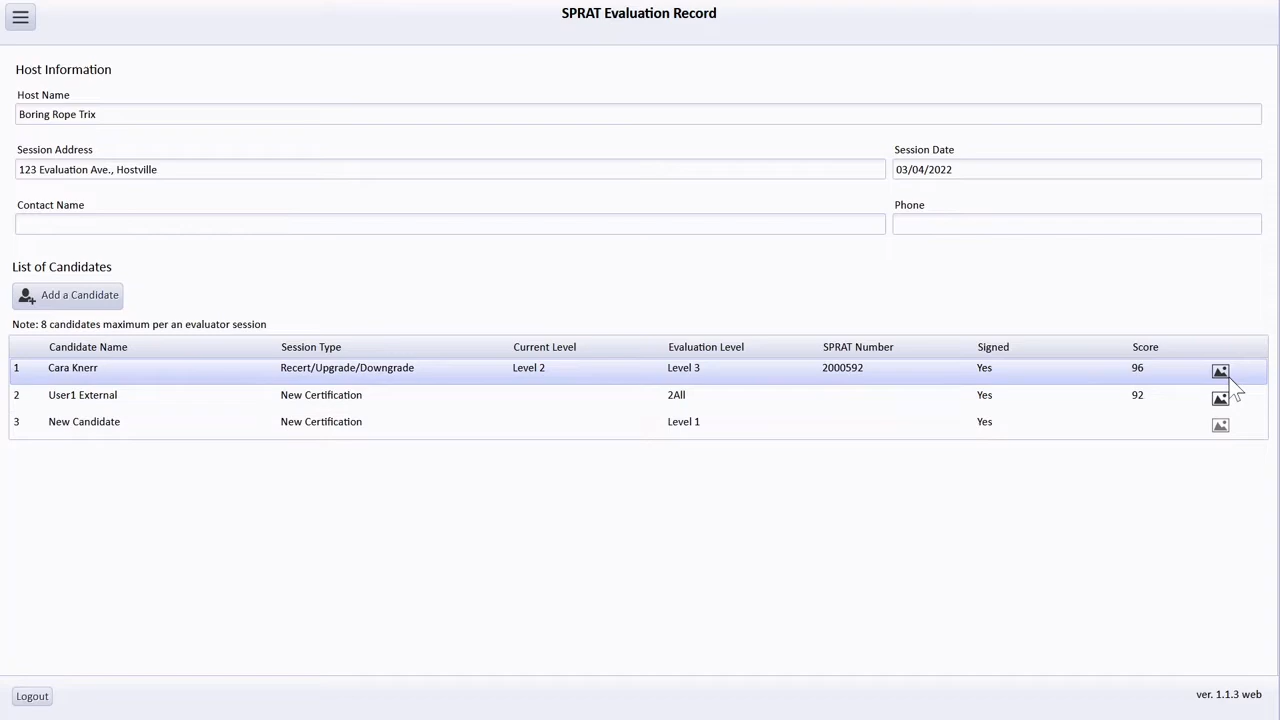 SPRAT Evaluation Record
Host Information
Host Name
Boring Rope Trix
Session Address Session Date
123 Evaluation Ave., Hostville 03/04/2022
Contact Name Phone
List of Candidates
Add a Candidate
Note: 8 candidates maximum per an evaluator session
Candidate Name Session Type Current Level Evaluation Level SPRAT Number Signed Score
1 Cara Knerr Recert/Upgrade/Downgrade Level 2 Level 3 2000592 Yes 96
2 User1 External New Certification 2All Yes 92
3 New Candidate New Certification Level 1 Yes
Logout ver. 1.1.3 web